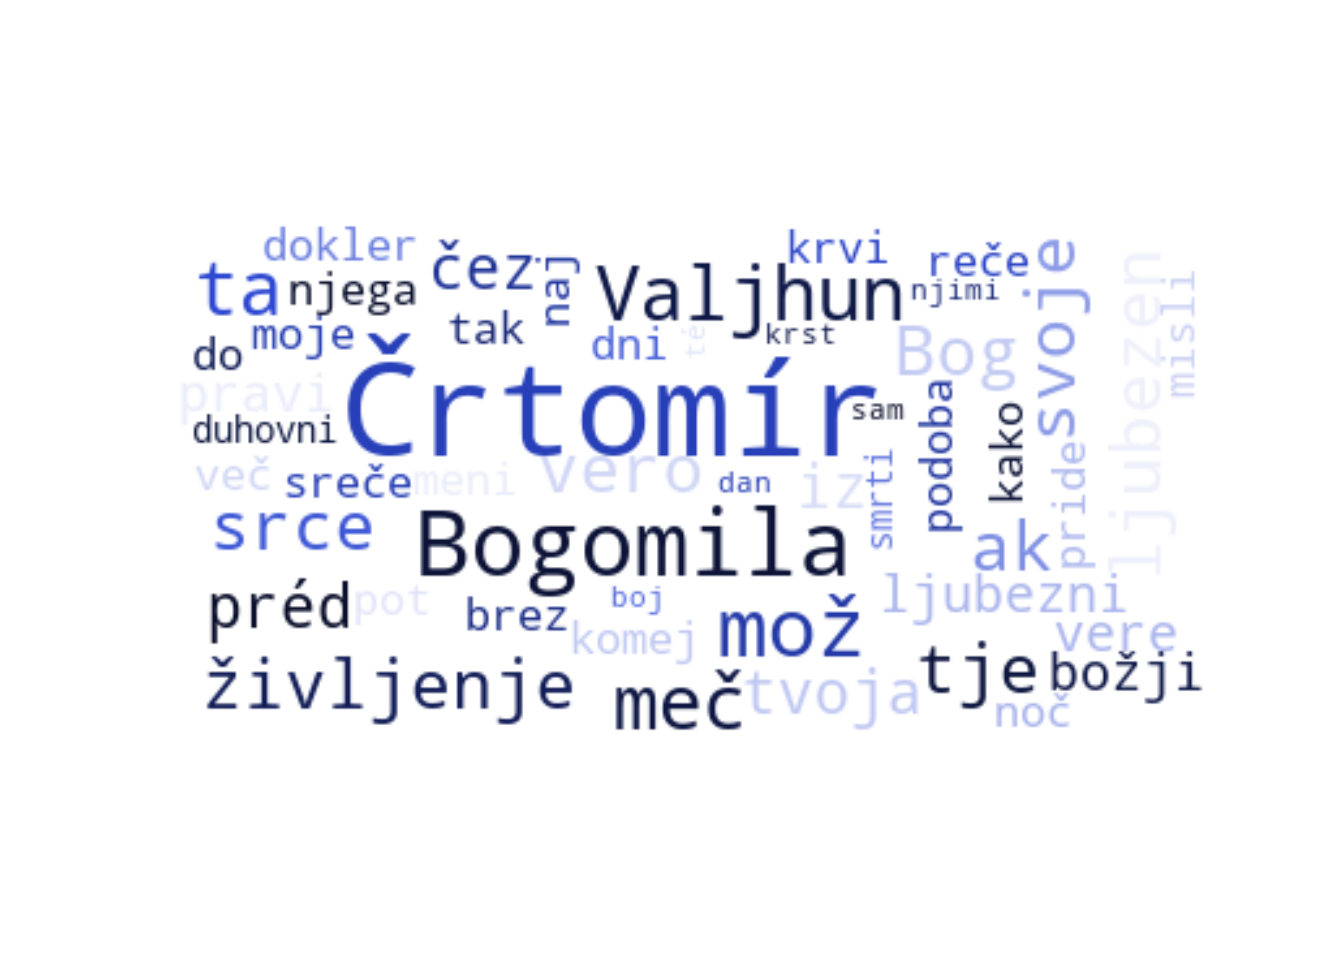 dokler
krvi
čez
reče
ta
njega
naj
Valjhun
njimi
svoje
ljubezen
misli
moje
tak
dni
té
krst
do
Bog
pravi
Črtomír
sam
podoba
kako
duhovni
več
sreče
meni
vero
dan
iz
smrti
pride
srce
Bogomila
ak
préd
pot
brez
boj
komej
mož
ljubezni
vere
življenje
meč
tvoja
tje
božji
noč